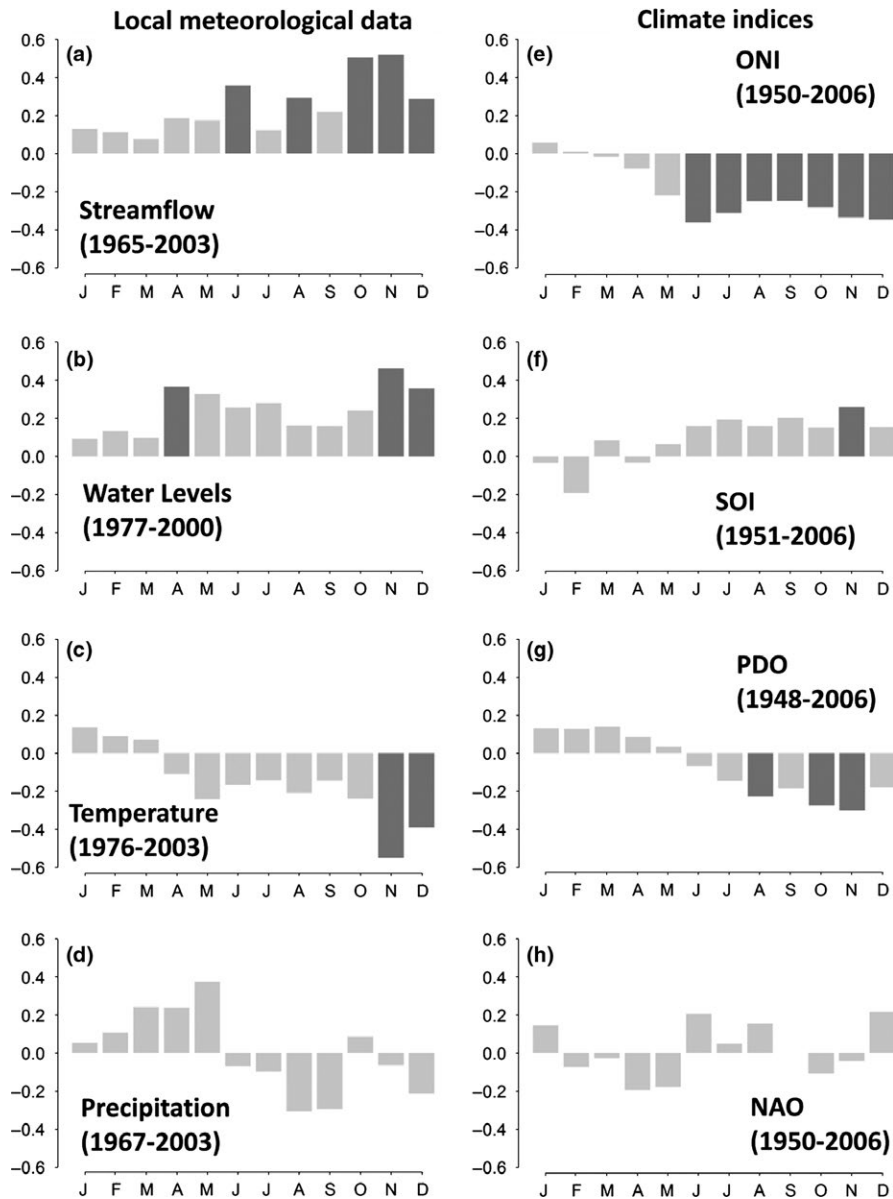 Local meteorological data
Climate indices
0.6
0.4
0.2
0.0
−0.2
−0.4
−0.6
(a)
Streamflow
(1965-2003)
J F M A M J J A S O N D
0.6
0.4
0.2
0.0
−0.2
−0.4
−0.6
(e)
ONI
(1950-2006)
J F M A M J J A S O N D
0.6
0.4
0.2
0.0
−0.2
−0.4
−0.6
(b)
Water Levels
(1977-2000)
J F M A M J J A S O N D
0.6
0.4
0.2
0.0
−0.2
−0.4
−0.6
(f)
SOI
(1951-2006)
J F M A M J J A S O N D
0.6
0.4
0.2
0.0
−0.2
−0.4
−0.6
(c)
Temperature
(1976-2003)
J F M A M J J A S O N D
0.6
0.4
0.2
0.0
−0.2
−0.4
−0.6
(g)
PDO
(1948-2006)
J F M A M J J A S O N D
0.6
0.4
0.2
0.0
−0.2
−0.4
−0.6
(d)
Precipitation
(1967-2003)
J F M A M J J A S O N D
0.6
0.4
0.2
0.0
−0.2
−0.4
−0.6
(h)
NAO
(1950-2006)
J F M A M J J A S O N D